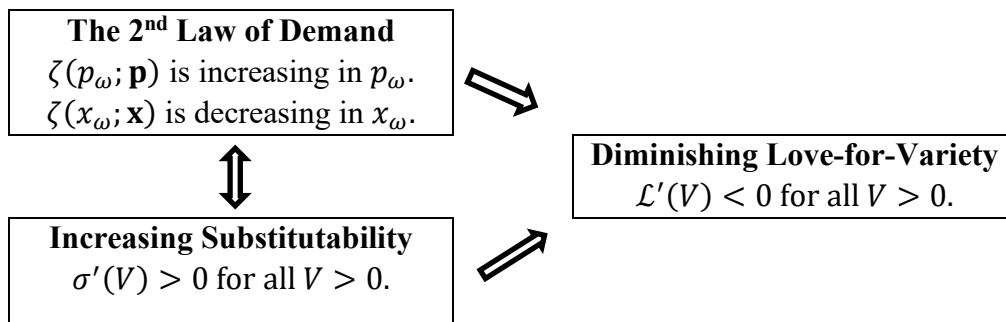 The 2nd Law of Demand
ζ(p_ω; 𝐩) is increasing in p_ω.
ζ(x_ω; 𝐱) is decreasing in x_ω.
Diminishing Love-for-Variety
ℒ′(V) < 0 for all V > 0.
Increasing Substitutability
σ′(V) > 0 for all V > 0.